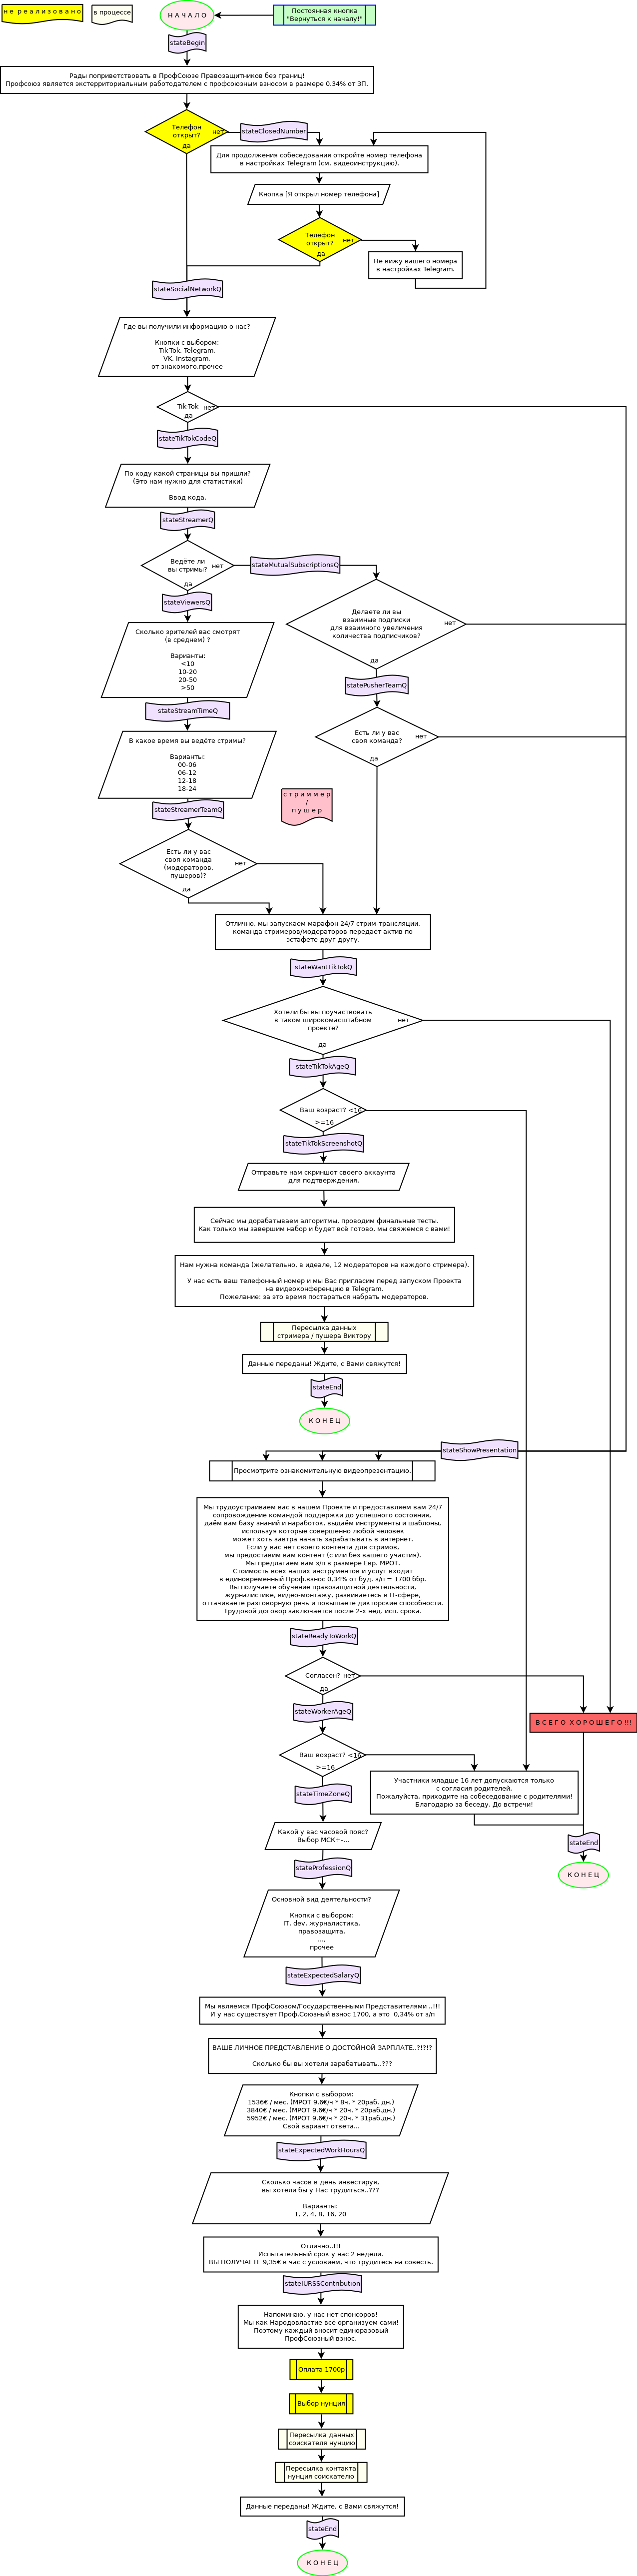 не реализовано
в процессе
НАЧАЛО
Постоянная кнопка
"Вернуться к началу!"
stateBegin
Рады поприветствовать в ПрофСоюзе Правозащитников без границ!
Профсоюз является экстерриториальным работодателем с профсоюзным взносом в размере 0,34% от ЗП.
Телефон
открыт?
да
нет
stateClosedNumber
Для продолжения собеседования откройте номер телефона
в настройках Telegram (см. видеоинструкцию).
Кнопка [Я открыл номер телефона]
Телефон
открыт?
да
нет
Не вижу вашего номера
в настройках Telegram.
stateSocialNetworkQ
Где вы получили информацию о нас?
Кнопки с выбором:
Tik-Tok, Telegram,
VK, Instagram,
от знакомого,прочее
Tik-Tok
да
нет
stateTikTokCodeQ
По коду какой страницы вы пришли?
(Это нам нужно для статистики)
Ввод кода.
stateStreamerQ
Ведёте ли
вы стримы?
да
нет
stateMutualSubscriptionsQ
stateViewersQ
Делаете ли вы
взаимные подписки
для взаимного увеличения
количества подписчиков?
да
нет
Сколько зрителей вас смотрят
(в среднем) ?
Варианты:
<10
10-20
20-50
>50
statePusherTeamQ
stateStreamTimeQ
Есть ли у вас
своя команда?
да
нет
В какое время вы ведёте стримы?
Варианты:
00-06
06-12
12-18
18-24
стриммер
/
пушер
stateStreamerTeamQ
Есть ли у вас
своя команда
(модераторов,
пушеров)?
да
нет
Отлично, мы запускаем марафон 24/7 стрим-трансляции,
команда стримеров/модераторов передаёт актив по
эстафете друг другу.
stateWantTikTokQ
Хотели бы вы поучаствовать
в таком широкомасштабном
проекте?
да
нет
stateTikTokAgeQ
Ваш возраст?
<16
>=16
stateTikTokScreenshotQ
Отправьте нам скриншот своего аккаунта
для подтверждения.
Сейчас мы дорабатываем алгоритмы, проводим финальные тесты.
Как только мы завершим набор и будет всё готово, мы свяжемся с вами!
Нам нужна команда (желательно, в идеале, 12 модераторов на каждого стримера).
У нас есть ваш телефонный номер и мы Вас пригласим перед запуском Проекта
на видеоконференцию в Telegram.
Пожелание: за это время постараться набрать модераторов.
Пересылка данных
стримера / пушера Виктору
Данные переданы! Ждите, с Вами свяжутся!
stateEnd
КОНЕЦ
stateShowPresentation
Просмотрите ознакомительную видеопрезентацию.
Мы трудоустраиваем вас в нашем Проекте и предоставляем вам 24/7
сопровождение командой поддержки до успешного состояния,
даём вам базу знаний и наработок, выдаём инструменты и шаблоны,
используя которые совершенно любой человек
может хоть завтра начать зарабатывать в интернет.
Если у вас нет своего контента для стримов,
мы предоставим вам контент (с или без вашего участия).
Мы предлагаем вам з/п в размере Евр. МРОТ.
Стоимость всех наших инструментов и услуг входит
в единовременный Проф.взнос 0,34% от буд. з/п = 1700 ббр.
Вы получаете обучение правозащитной деятельности,
журналистике, видео-монтажу, развиваетесь в IT-сфере,
оттачиваете разговорную речь и повышаете дикторские способности.
Трудовой договор заключается после 2-х нед. исп. срока.
stateReadyToWorkQ
Согласен?
да
нет
stateWorkerAgeQ
ВСЕГО ХОРОШЕГО!!!
Ваш возраст?
<16
>=16
Участники младше 16 лет допускаются только
с согласия родителей.
Пожалуйста, приходите на собеседование с родителями!
Благодарю за беседу. До встречи!
stateTimeZoneQ
Какой у вас часовой пояс?
Выбор МСК+-...
stateEnd
КОНЕЦ
stateProfessionQ
Основной вид деятельности?
Кнопки с выбором:
IT, dev, журналистика,
правозащита,
...,
прочее
stateExpectedSalaryQ
Мы являемся ПрофСоюзом/Государственными Представителями ..!!!
И у нас существует Проф.Союзный взнос 1700, а это 0,34% от з/п
ВАШЕ ЛИЧНОЕ ПРЕДСТАВЛЕНИЕ О ДОСТОЙНОЙ ЗАРПЛАТЕ..?!?!?
Сколько бы вы хотели зарабатывать..???
Кнопки с выбором:
1536€ / мес. (МРОТ 9.6€/ч * 8ч. * 20раб. дн.)
3840€ / мес. (МРОТ 9.6€/ч * 20ч. * 20раб.дн.)
5952€ / мес. (МРОТ 9.6€/ч * 20ч. * 31раб.дн.)
Свой вариант ответа...
stateExpectedWorkHoursQ
Сколько часов в день инвестируя,
вы хотели бы у Нас трудиться..???
Варианты:
1, 2, 4, 8, 16, 20
Отлично..!!!
Испытательный срок у нас 2 недели.
ВЫ ПОЛУЧАЕТЕ 9,35€ в час с условием, что трудитесь на совесть.
stateIURSSContribution
Напоминаю, у нас нет спонсоров!
Мы как Народовластие всё организуем сами!
Поэтому каждый вносит единоразовый
ПрофСоюзный взнос.
Оплата 1700р
Выбор нунция
Пересылка данных
соискателя нунцию
Пересылка контакта
нунция соискателю
Данные переданы! Ждите, с Вами свяжутся!
stateEnd
КОНЕЦ